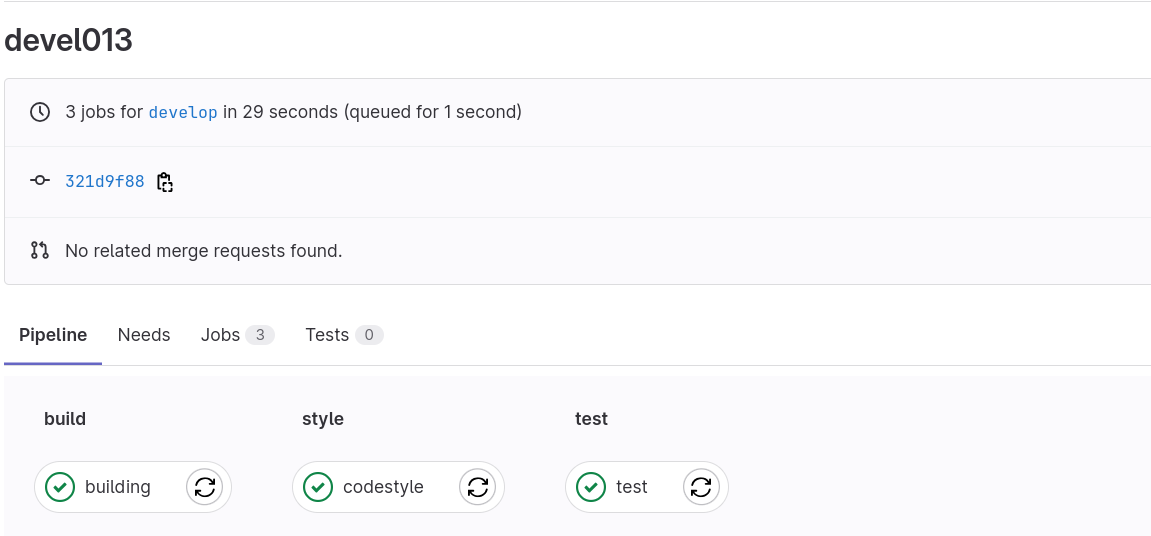 devel013
3 jobs for develop in 29 seconds (queued for 1 second)
321d9f88
No related merge requests found.
Pipeline Needs Jobs 3 Tests 0
build style test
building codestyle test